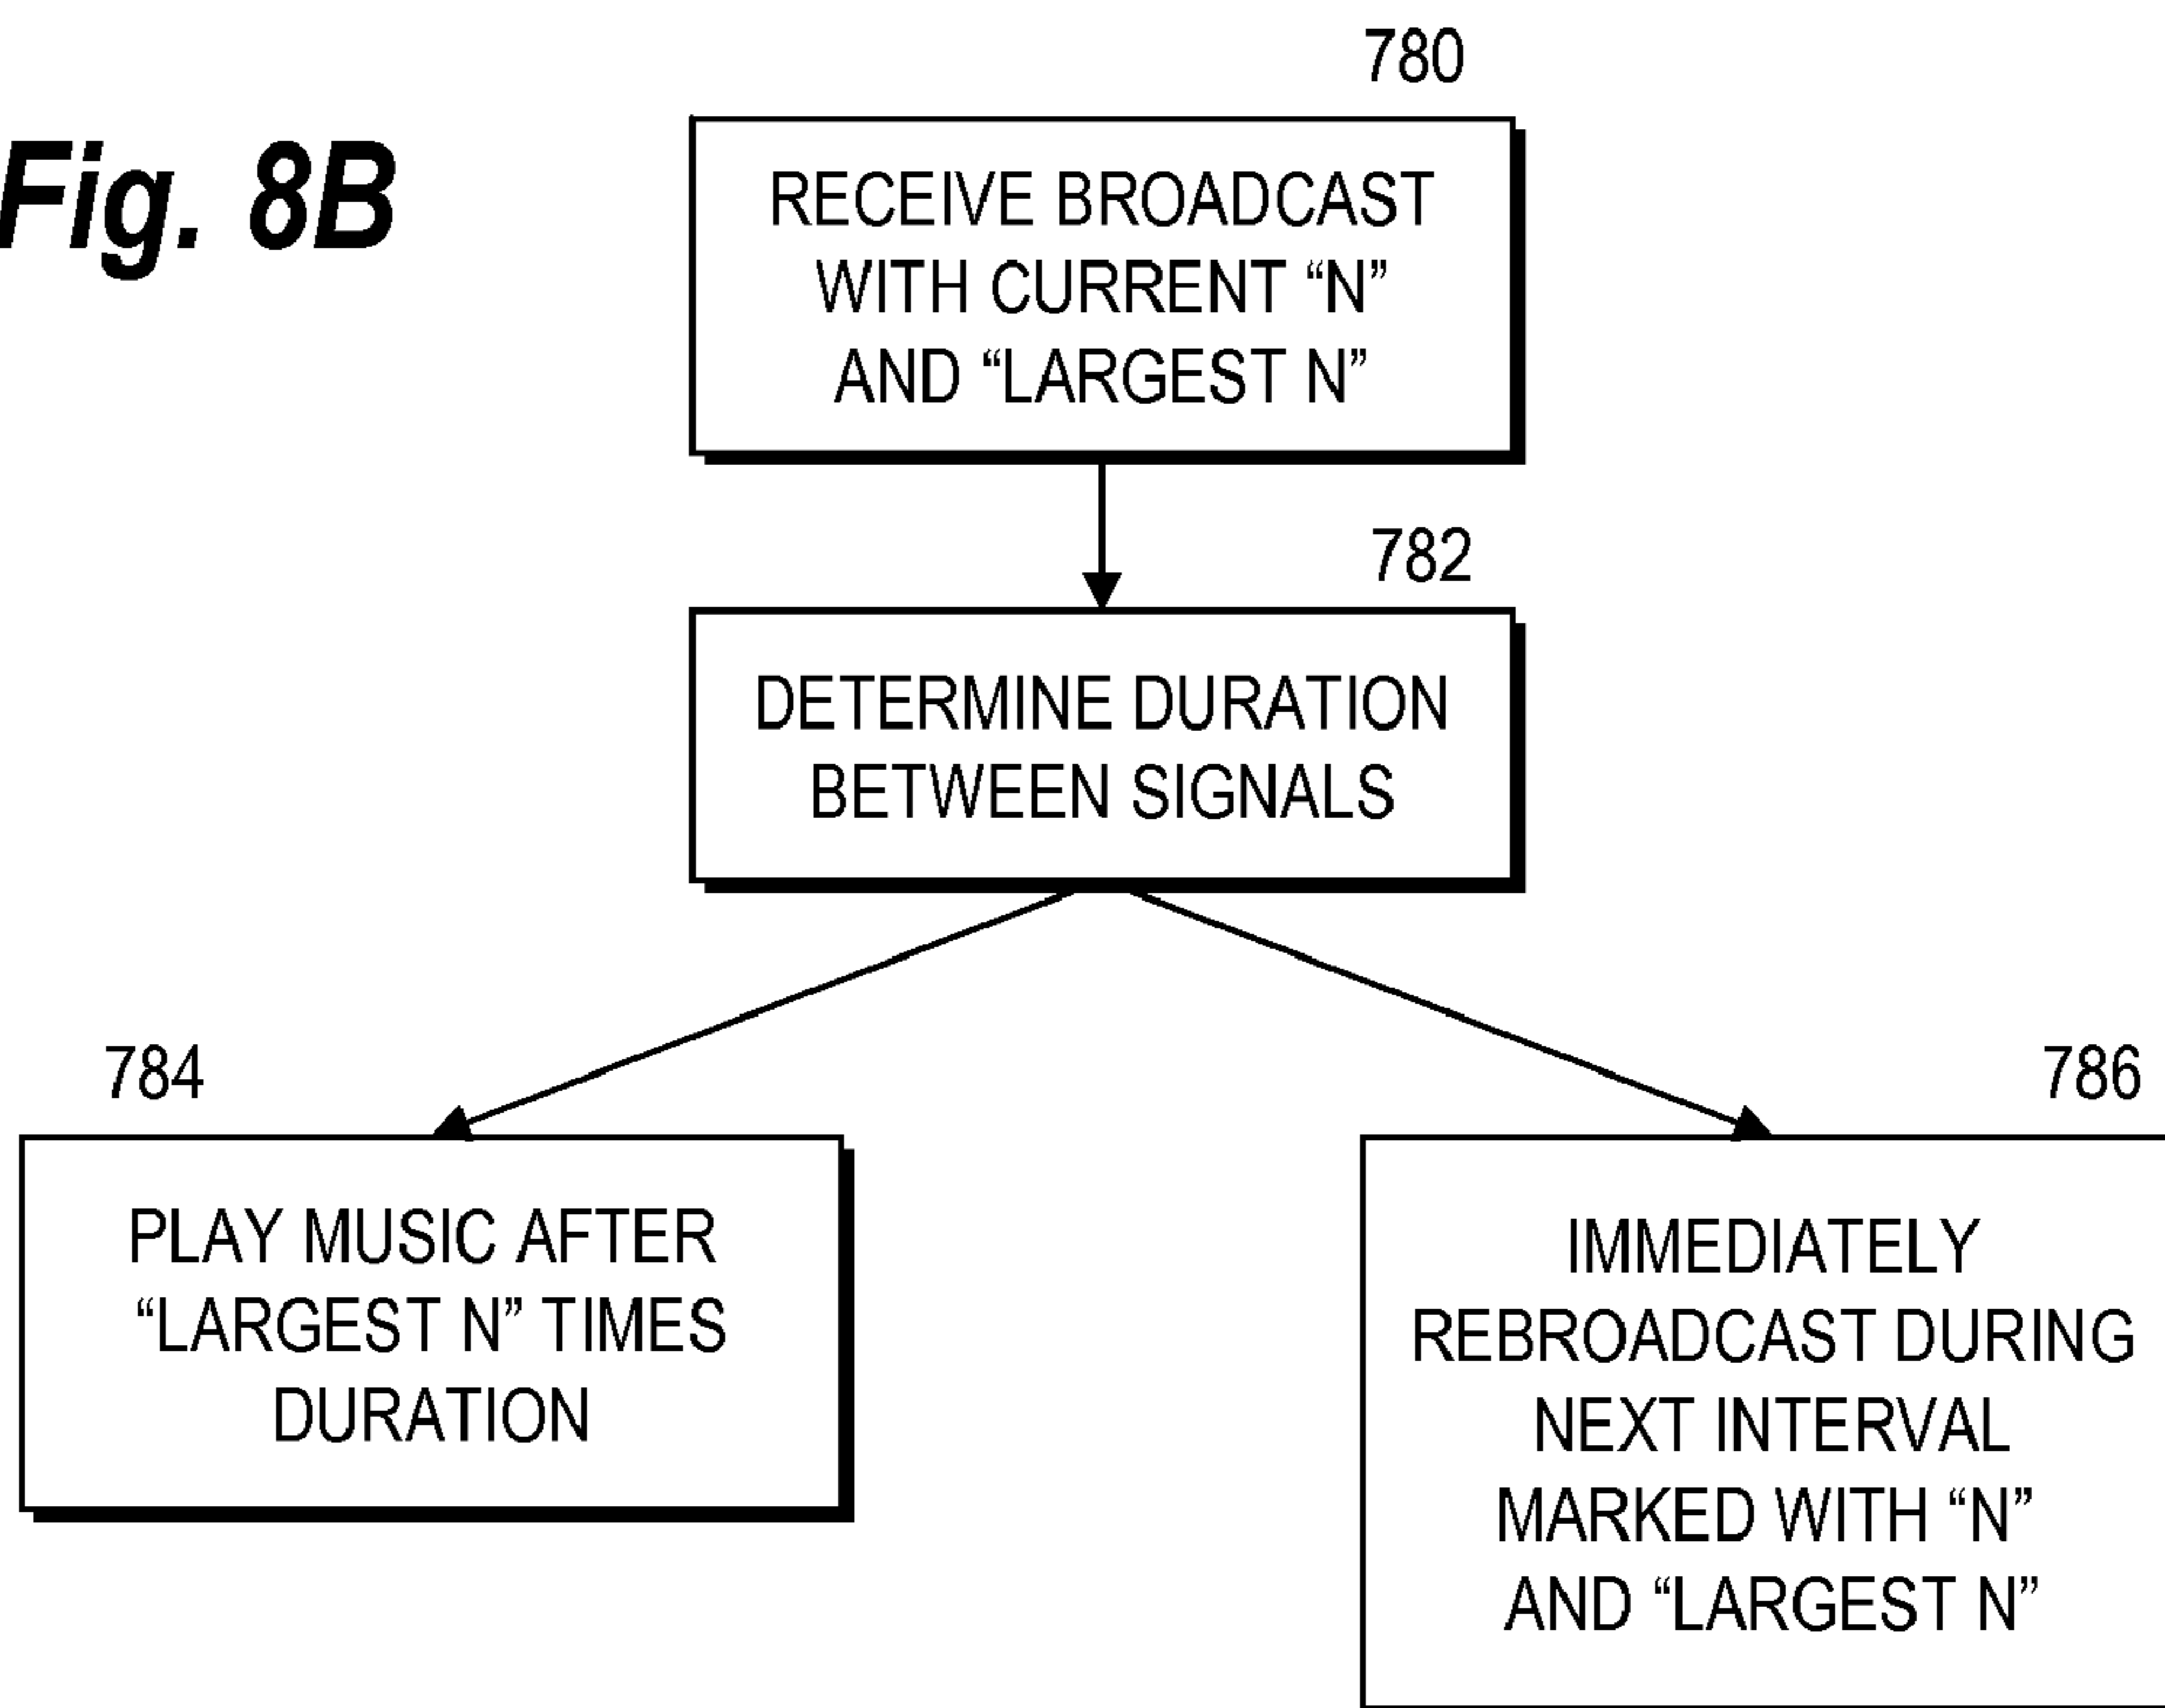 Fig. 8B
780
RECEIVE BROADCAST
WITH CURRENT “N”
AND “LARGEST N”
782
DETERMINE DURATION
BETWEEN SIGNALS
784
PLAY MUSIC AFTER
“LARGEST N” TIMES
DURATION
786
IMMEDIATELY
REBROADCAST DURING
NEXT INTERVAL
MARKED WITH “N”
AND “LARGEST N”